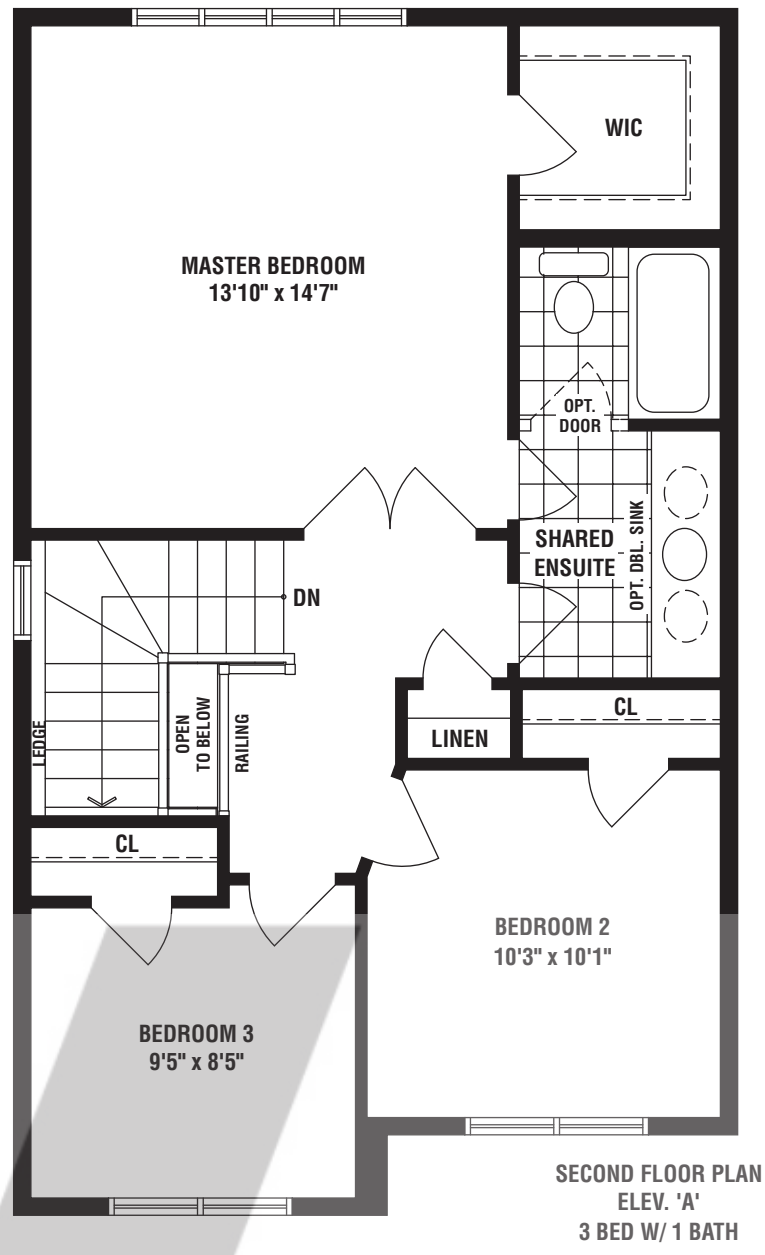 WIC
MASTER BEDROOM
13'10" x 14'7"
OPT.
DOOR
SHARED
ENSUITE
OPT. DBL. SINK
DN
LEDGE
OPEN
TO BELOW
RAILING
LINEN
CL
CL
BEDROOM 2
10'3" x 10'1"
BEDROOM 3
9'5" x 8'5"
SECOND FLOOR PLAN
ELEV. 'A'
3 BED W/ 1 BATH